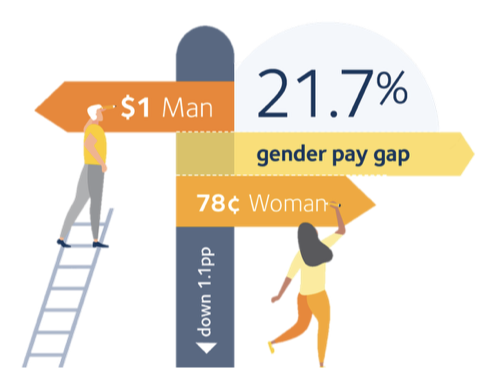 21.7%
$1 Man
gender pay gap
78¢ Woman
down 1.1pp